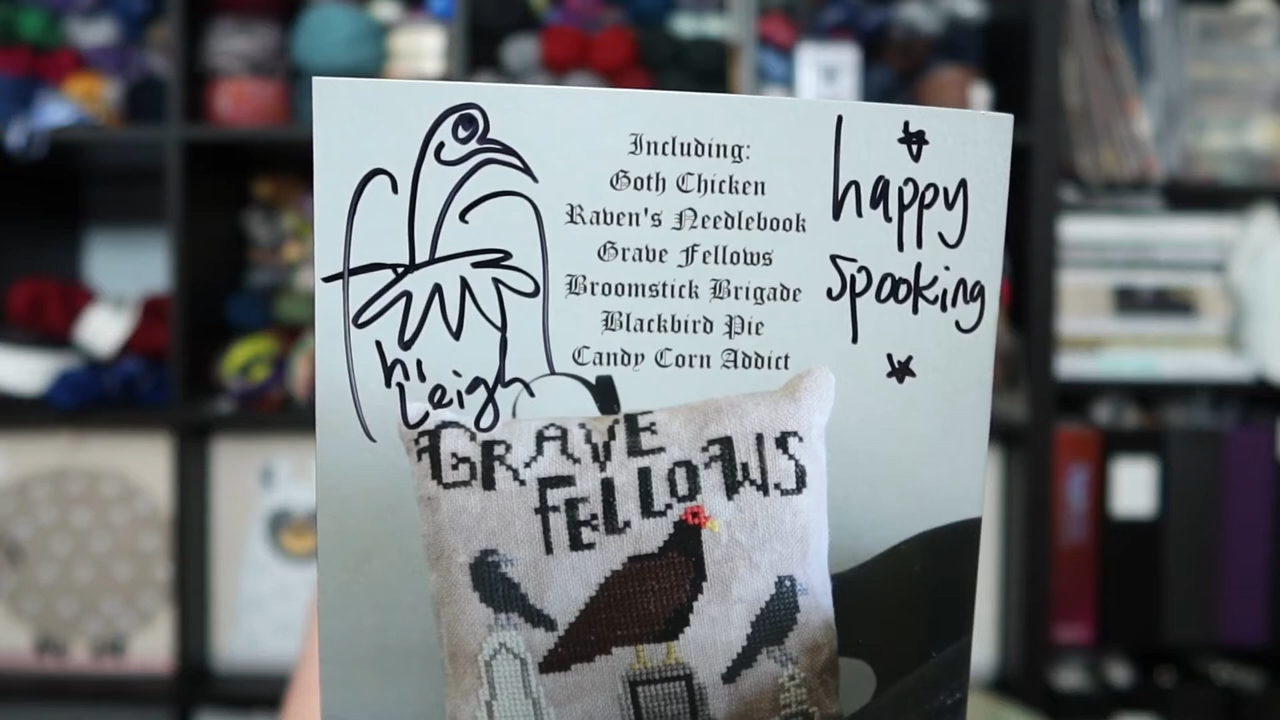 Including:
Goth Chicken
Raven's Needlebook
Grave Fellows
Broomstick Brigade
Blackbird Pie
Candy Corn Addict
happy
spooking
hi
Leigh
GRAVE
FELLOWS